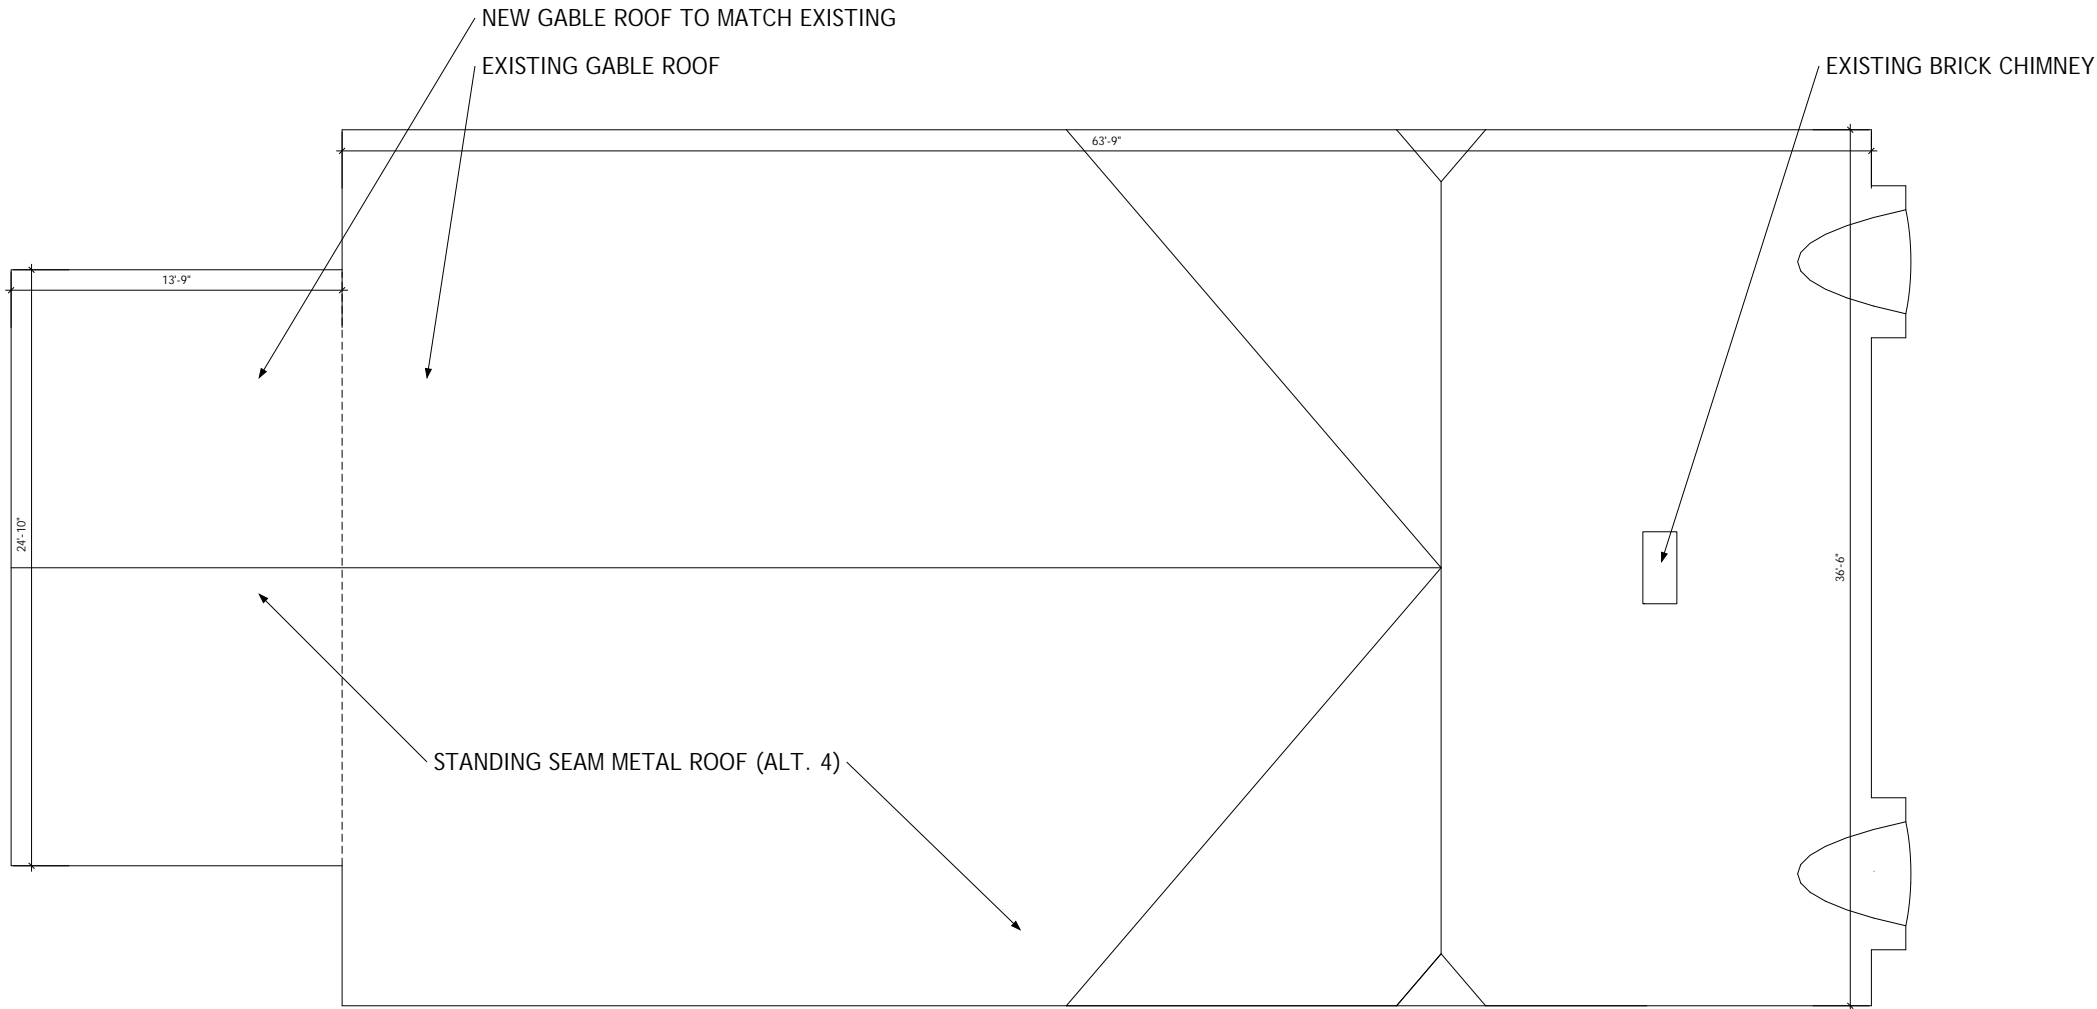 NEW GABLE ROOF TO MATCH EXISTING
EXISTING GABLE ROOF
EXISTING BRICK CHIMNEY
63'-9"
13'-9"
24'-10"
36'-6"
STANDING SEAM METAL ROOF (ALT. 4)